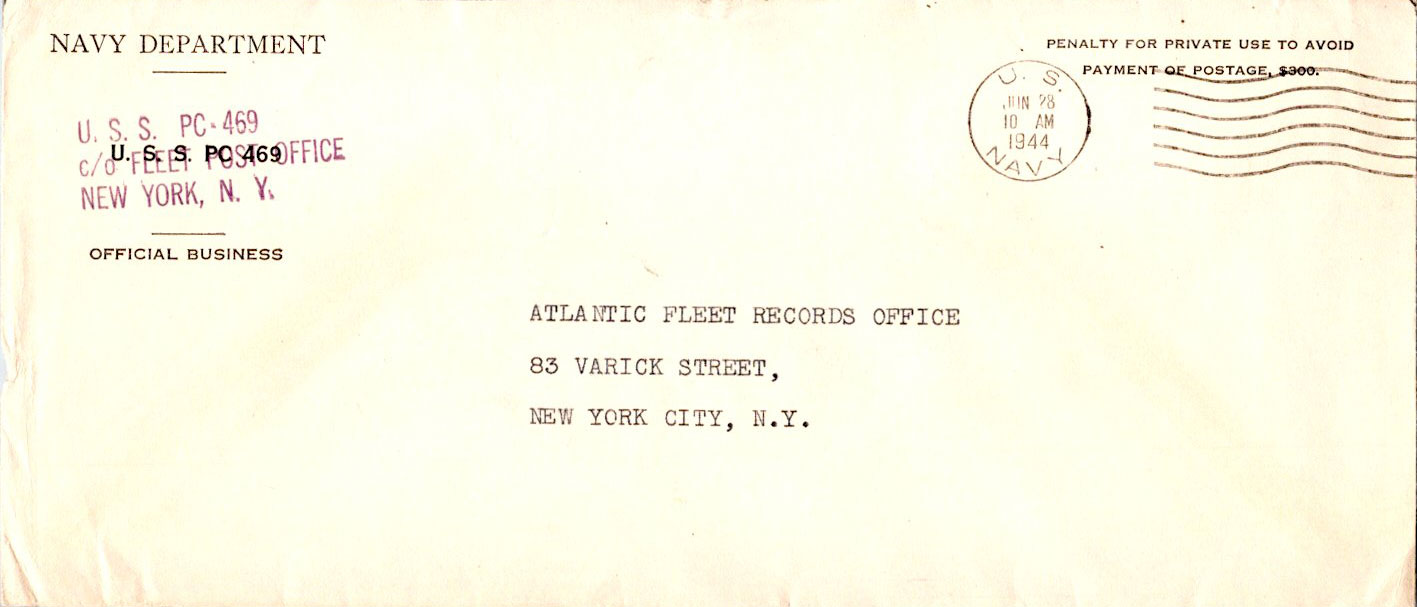 NAVY DEPARTMENT
U. S. S. PC-469
U. S. S. PC 469
c/o FLEET POST OFFICE
NEW YORK, N. Y.
OFFICIAL BUSINESS
PENALTY FOR PRIVATE USE TO AVOID
PAYMENT OF POSTAGE, $300.
U. S.
JUN 28
10 AM
1944
NAVY
ATLANTIC FLEET RECORDS OFFICE
83 VARICK STREET,
NEW YORK CITY, N.Y.